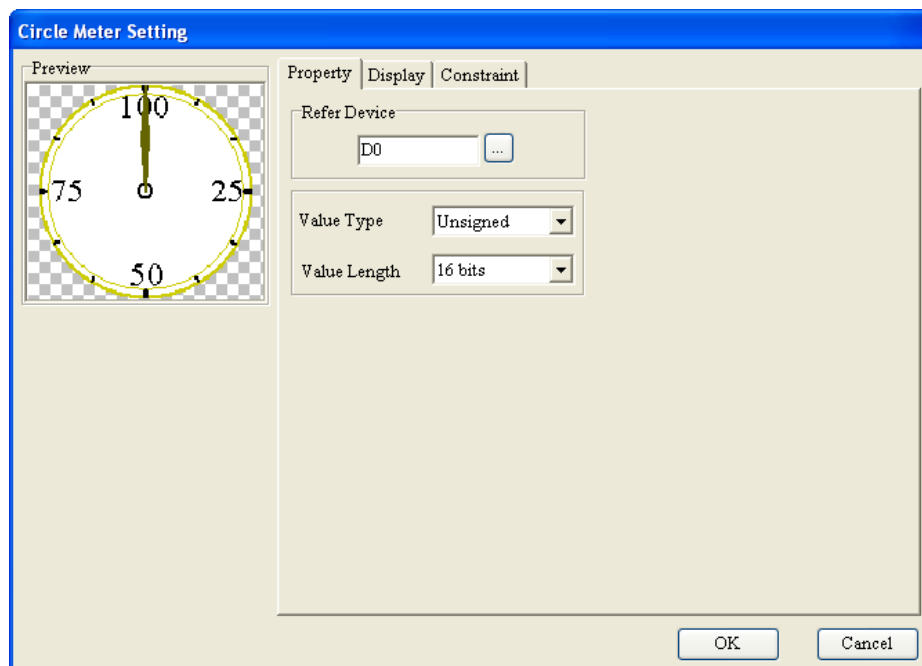 Circle Meter Setting
Preview
100
75
25
50
Property
Display
Constraint
Refer Device
D0
...
Value Type
Unsigned
Value Length
16 bits
OK
Cancel